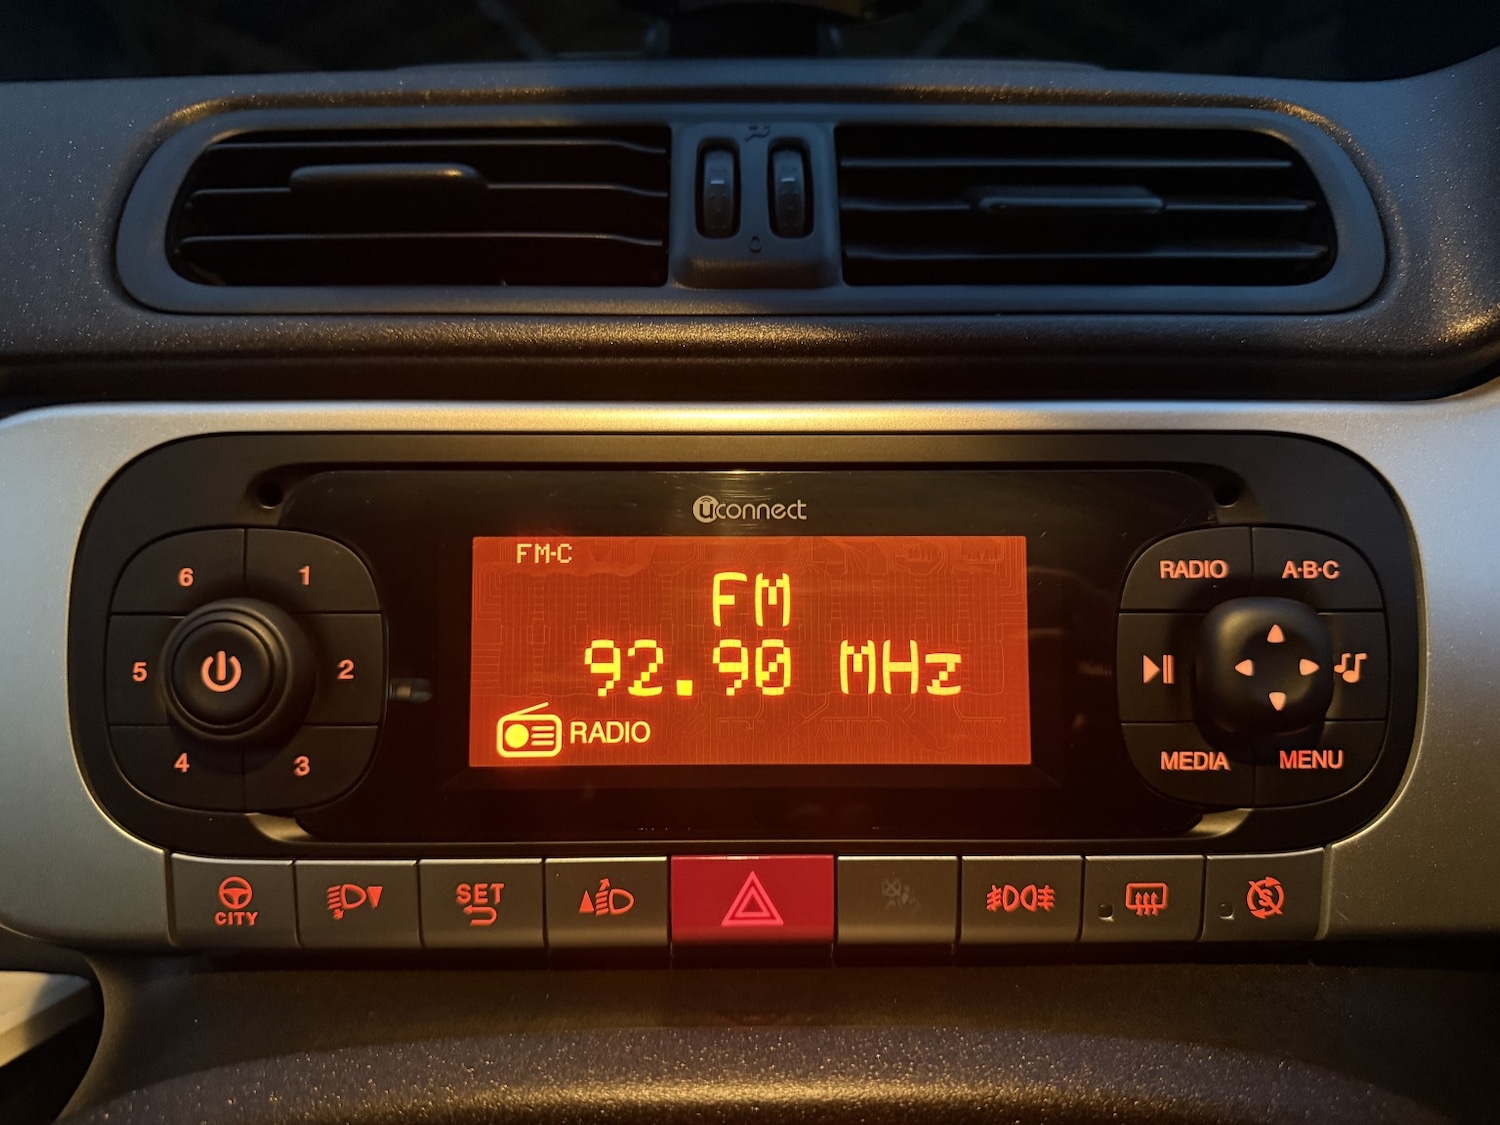 uconnect
FM-C
FM
92.90 MHz
RADIO
6
1
5
2
4
3
RADIO
A·B·C
MEDIA
MENU
CITY
SET